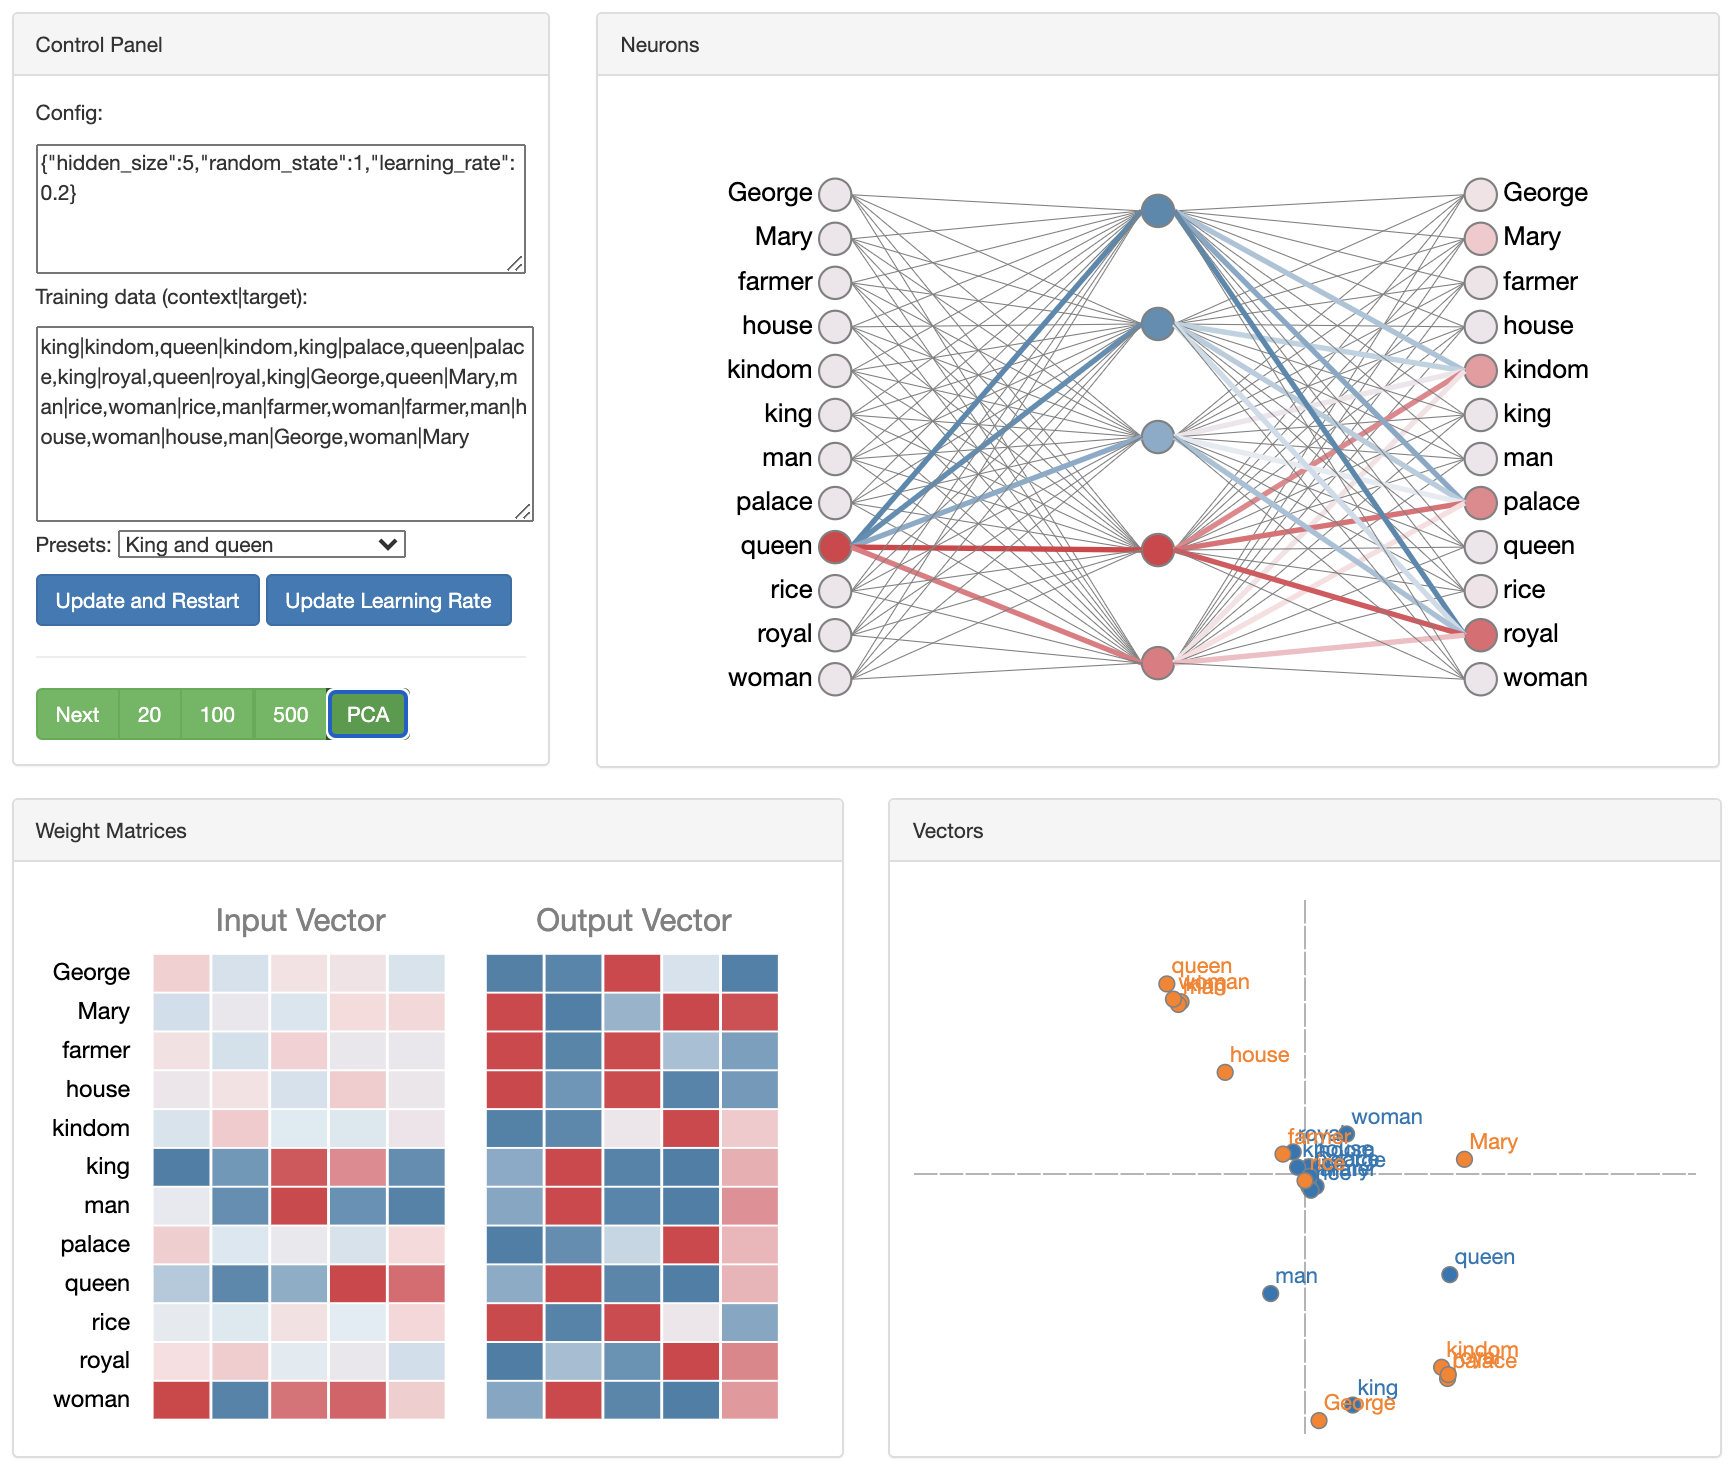 Control Panel
Config:
{"hidden_size":5,"random_state":1,"learning_rate":
0.2}
Training data (context|target):
king|kindom,queen|kindom,king|palace,queen|palac
e,king|royal,queen|royal,king|George,queen|Mary,m
an|rice,woman|rice,man|farmer,woman|farmer,man|h
ouse,woman|house,man|George,woman|Mary
Presets: King and queen
Update and Restart Update Learning Rate
Next 20 100 500 PCA
Neurons
George George
Mary Mary
farmer farmer
house house
kindom kindom
king king
man man
palace palace
queen queen
rice rice
royal royal
woman woman
Weight Matrices
Input Vector Output Vector
George
Mary
farmer
house
kindom
king
man
palace
queen
rice
royal
woman
Vectors
queen
woman
man
house
woman
farmer
royal
Mary
house
rice
queen
man
kindom
royal
palace
king
George